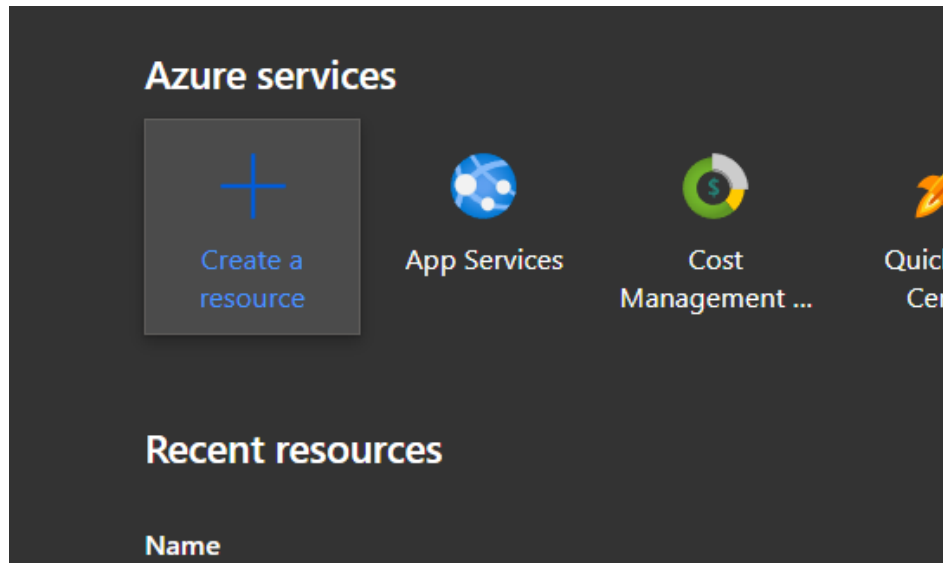 Azure services
Create a
resource
App Services
$
Cost
Management ...
Recent resources
Name